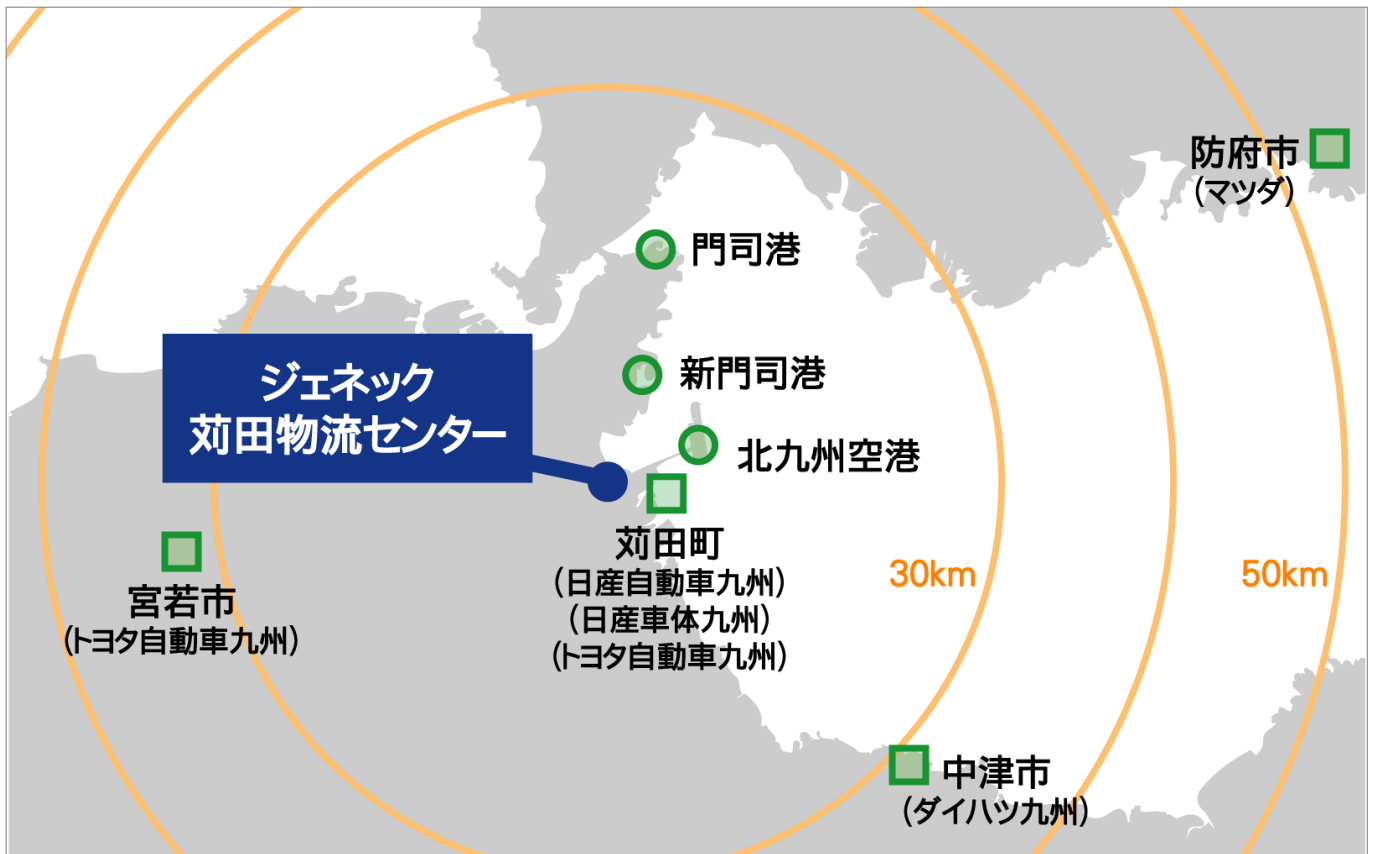 防府市
(マツダ)
門司港
新門司港
ジェネック
苅田物流センター
北九州空港
苅田町
(日産自動車九州)
(日産車体九州)
(トヨタ自動車九州)
30km
50km
宮若市
(トヨタ自動車九州)
中津市
(ダイハツ九州)